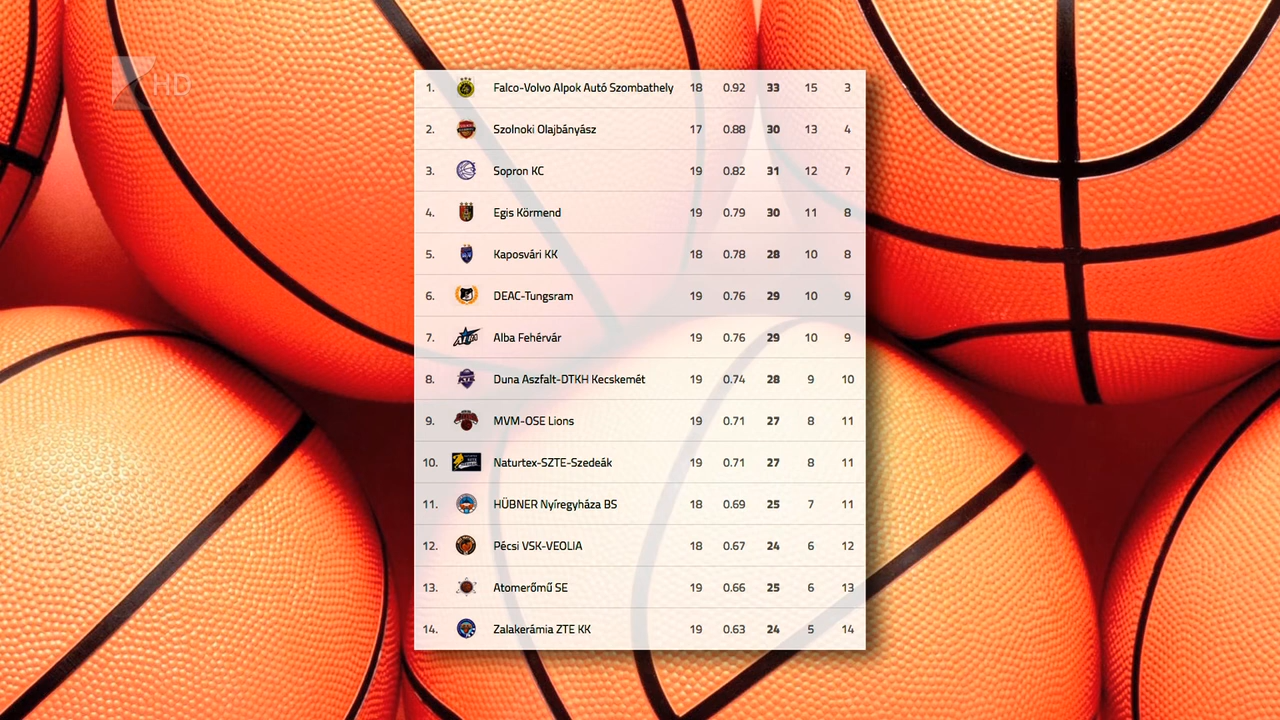 HD
1. Falco-Volvo Alpok Autó Szombathely 18 0.92 33 15 3
2. Szolnoki Olajbányász 17 0.88 30 13 4
3. Sopron KC 19 0.82 31 12 7
4. Egis Körmend 19 0.79 30 11 8
5. Kaposvári KK 18 0.78 28 10 8
6. DEAC-Tungsram 19 0.76 29 10 9
7. ALBA Alba Fehérvár 19 0.76 29 10 9
8. Duna Aszfalt-DTKH Kecskemét 19 0.74 28 9 10
9. MVM-OSE Lions 19 0.71 27 8 11
10. Naturtex-SZTE-Szedeák 19 0.71 27 8 11
11. HÜBNER Nyíregyháza BS 18 0.69 25 7 11
12. Pécsi VSK-VEOLIA 18 0.67 24 6 12
13. Atomerőmű SE 19 0.66 25 6 13
14. Zalakerámia ZTE KK 19 0.63 24 5 14